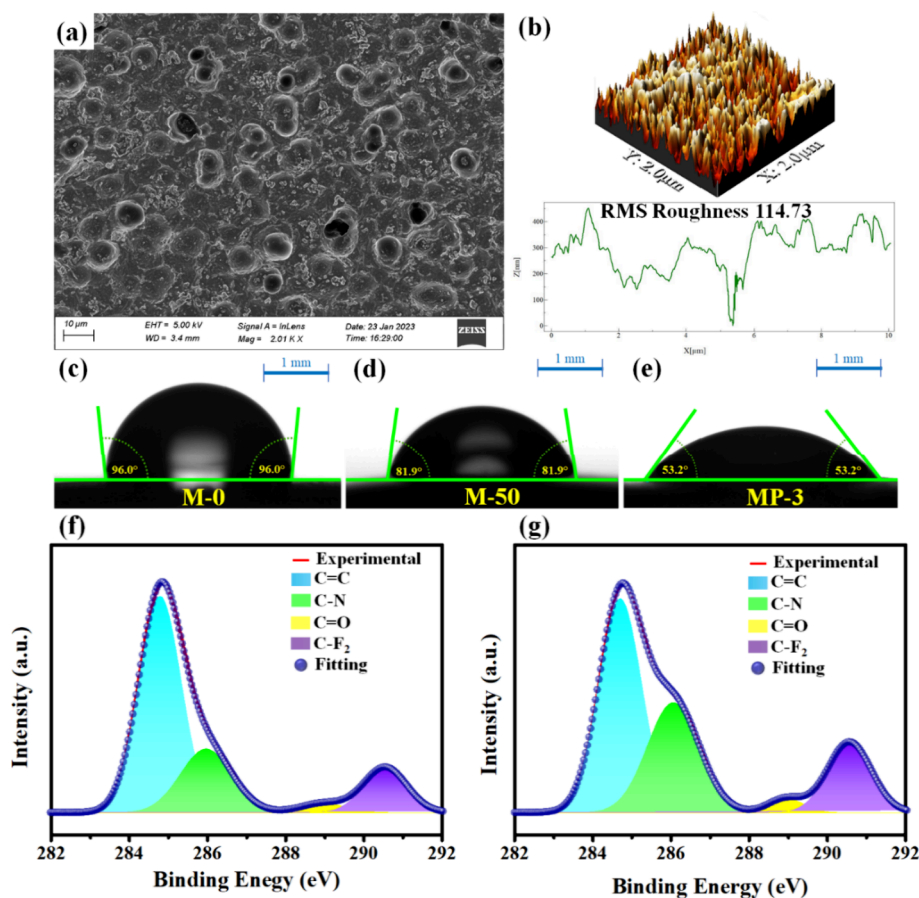 (a)
10 µm
EHT = 5.00 kV
WD = 3.4 mm
Signal A = InLens
Mag = 2.01 K X
Date: 23 Jan 2023
Time: 16:29:00
ZEISS
(b)
Y: 2.0µm
X: 2.0µm
RMS Roughness 114.73
Z[nm]
400
300
200
100
0
0
2
4
6
8
10
X[µm]
(c)
1 mm
96.0°
96.0°
M-0
(d)
1 mm
81.9°
81.9°
M-50
(e)
1 mm
53.2°
53.2°
MP-3
(f)
Experimental
C=C
C-N
C=O
C-F₂
Fitting
Intensity (a.u.)
282
284
286
288
290
292
Binding Enegy (eV)
(g)
Experimental
C=C
C-N
C=O
C-F₂
Fitting
Intensity (a.u.)
282
284
286
288
290
292
Binding Energy (eV)